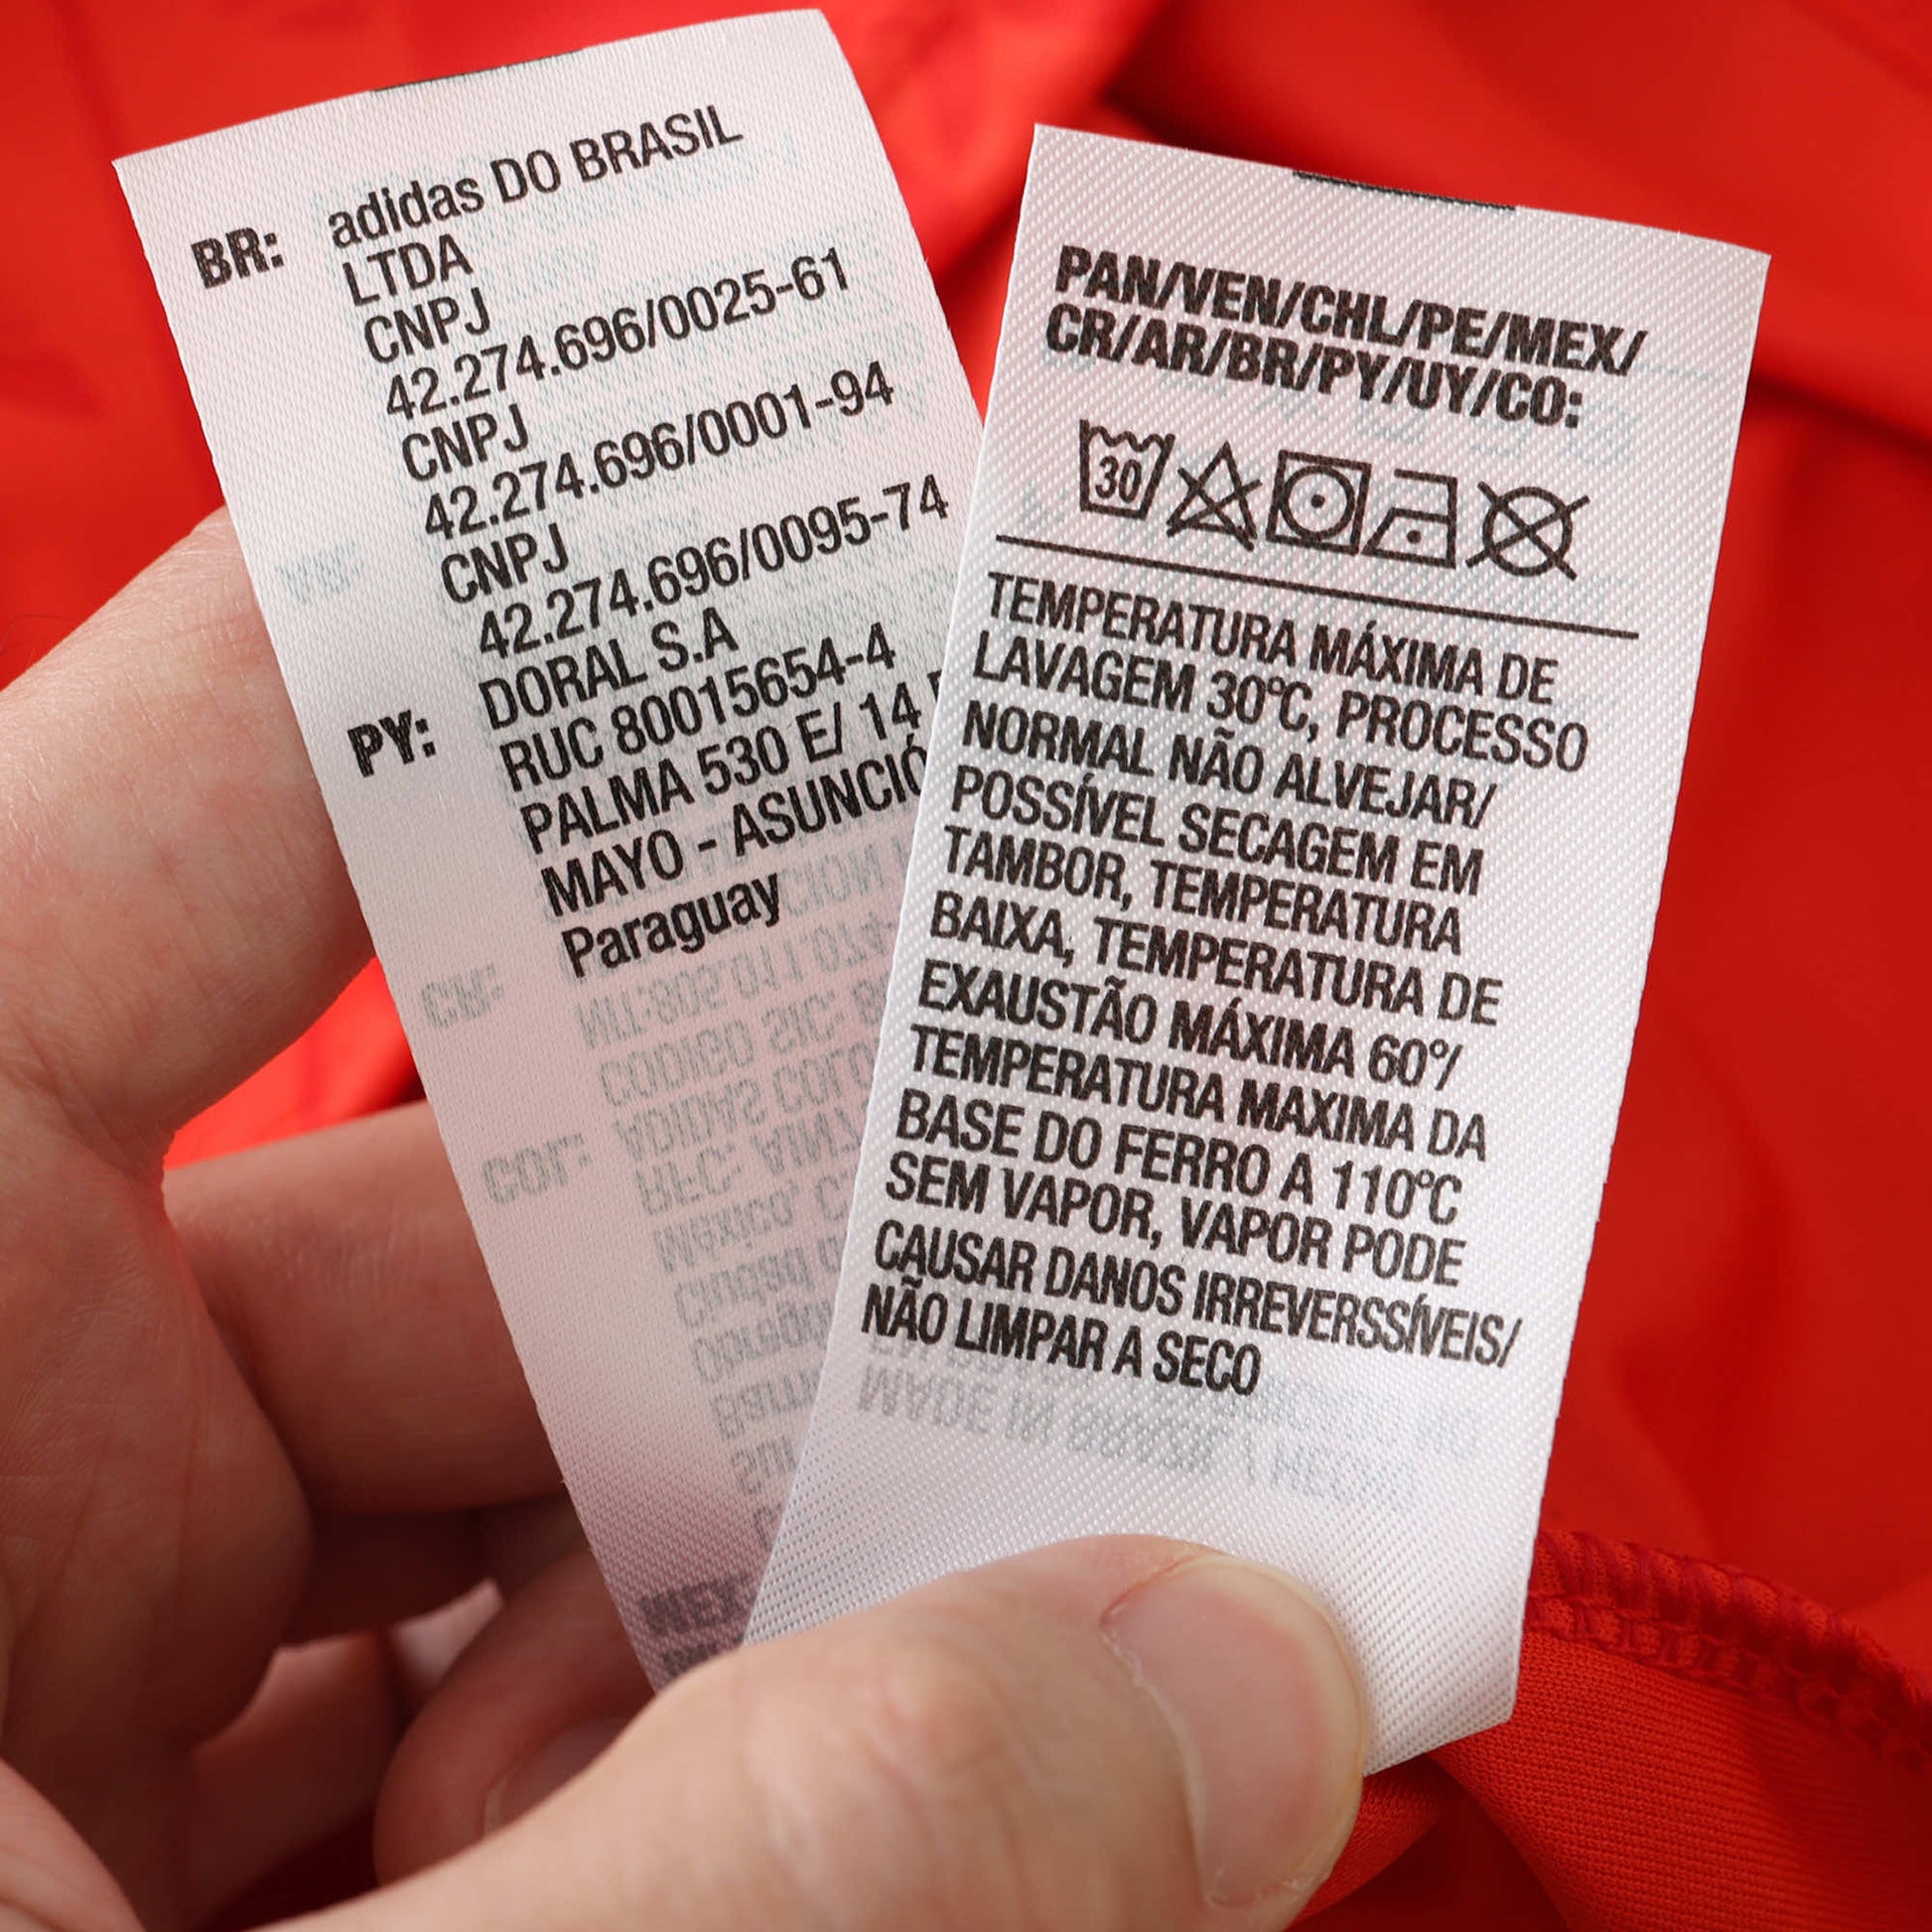 BR: adidas DO BRASIL
LTDA
CNPJ
42.274.696/0025-61
CNPJ
42.274.696/0001-94
CNPJ
42.274.696/0095-74
PY: DORAL S.A
RUC 80015654-4
PALMA 530 E/ 14
MAYO - ASUNCIÓ
Paraguay
PAN/VEN/CHL/PE/MEX/
CR/AR/BR/PY/UY/CO:
30
TEMPERATURA MÁXIMA DE
LAVAGEM 30°C, PROCESSO
NORMAL NÃO ALVEJAR/
POSSÍVEL SECAGEM EM
TAMBOR, TEMPERATURA
BAIXA, TEMPERATURA DE
EXAUSTÃO MÁXIMA 60°/
TEMPERATURA MAXIMA DA
BASE DO FERRO A 110°C
SEM VAPOR, VAPOR PODE
CAUSAR DANOS IRREVERSSÍVEIS/
NÃO LIMPAR A SECO